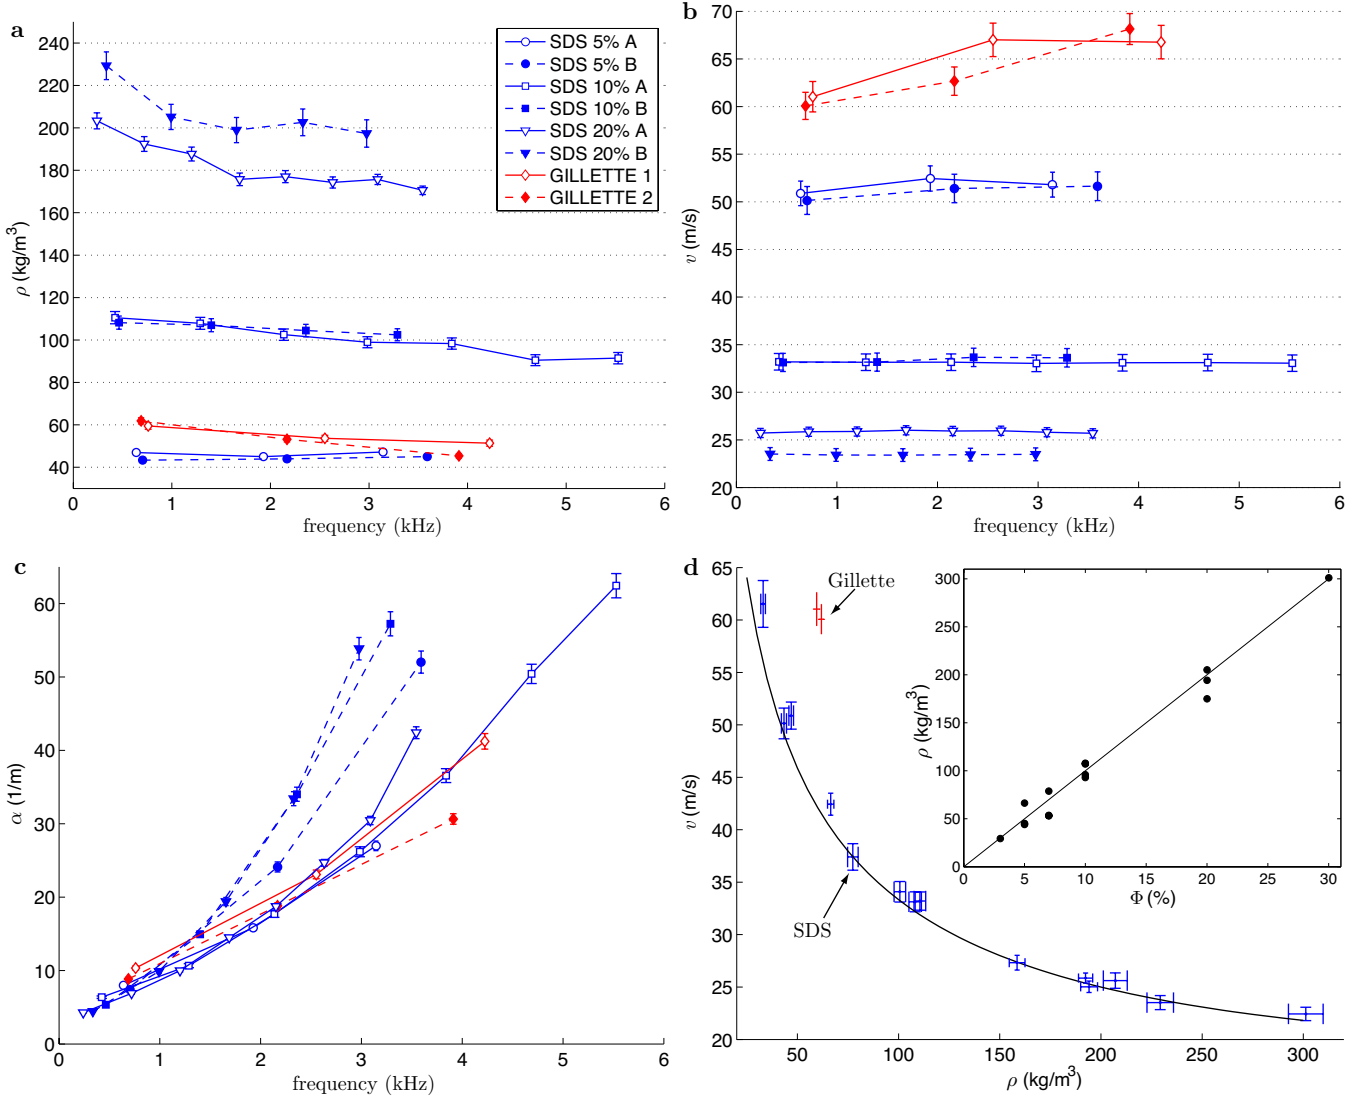 a
240
220
200
180
160
140
120
100
80
60
40
0 1 2 3 4 5 6
ρ (kg/m³)
frequency (kHz)
SDS 5% A
SDS 5% B
SDS 10% A
SDS 10% B
SDS 20% A
SDS 20% B
GILLETTE 1
GILLETTE 2
b
70
65
60
55
50
45
40
35
30
25
20
0 1 2 3 4 5 6
v (m/s)
frequency (kHz)
c
60
50
40
30
20
10
0
0 1 2 3 4 5 6
α (1/m)
frequency (kHz)
d
65
60
55
50
45
40
35
30
25
20
50 100 150 200 250 300
v (m/s)
ρ (kg/m³)
Gillette
SDS
300
250
200
150
100
50
0
0 5 10 15 20 25 30
ρ (kg/m³)
Φ (%)